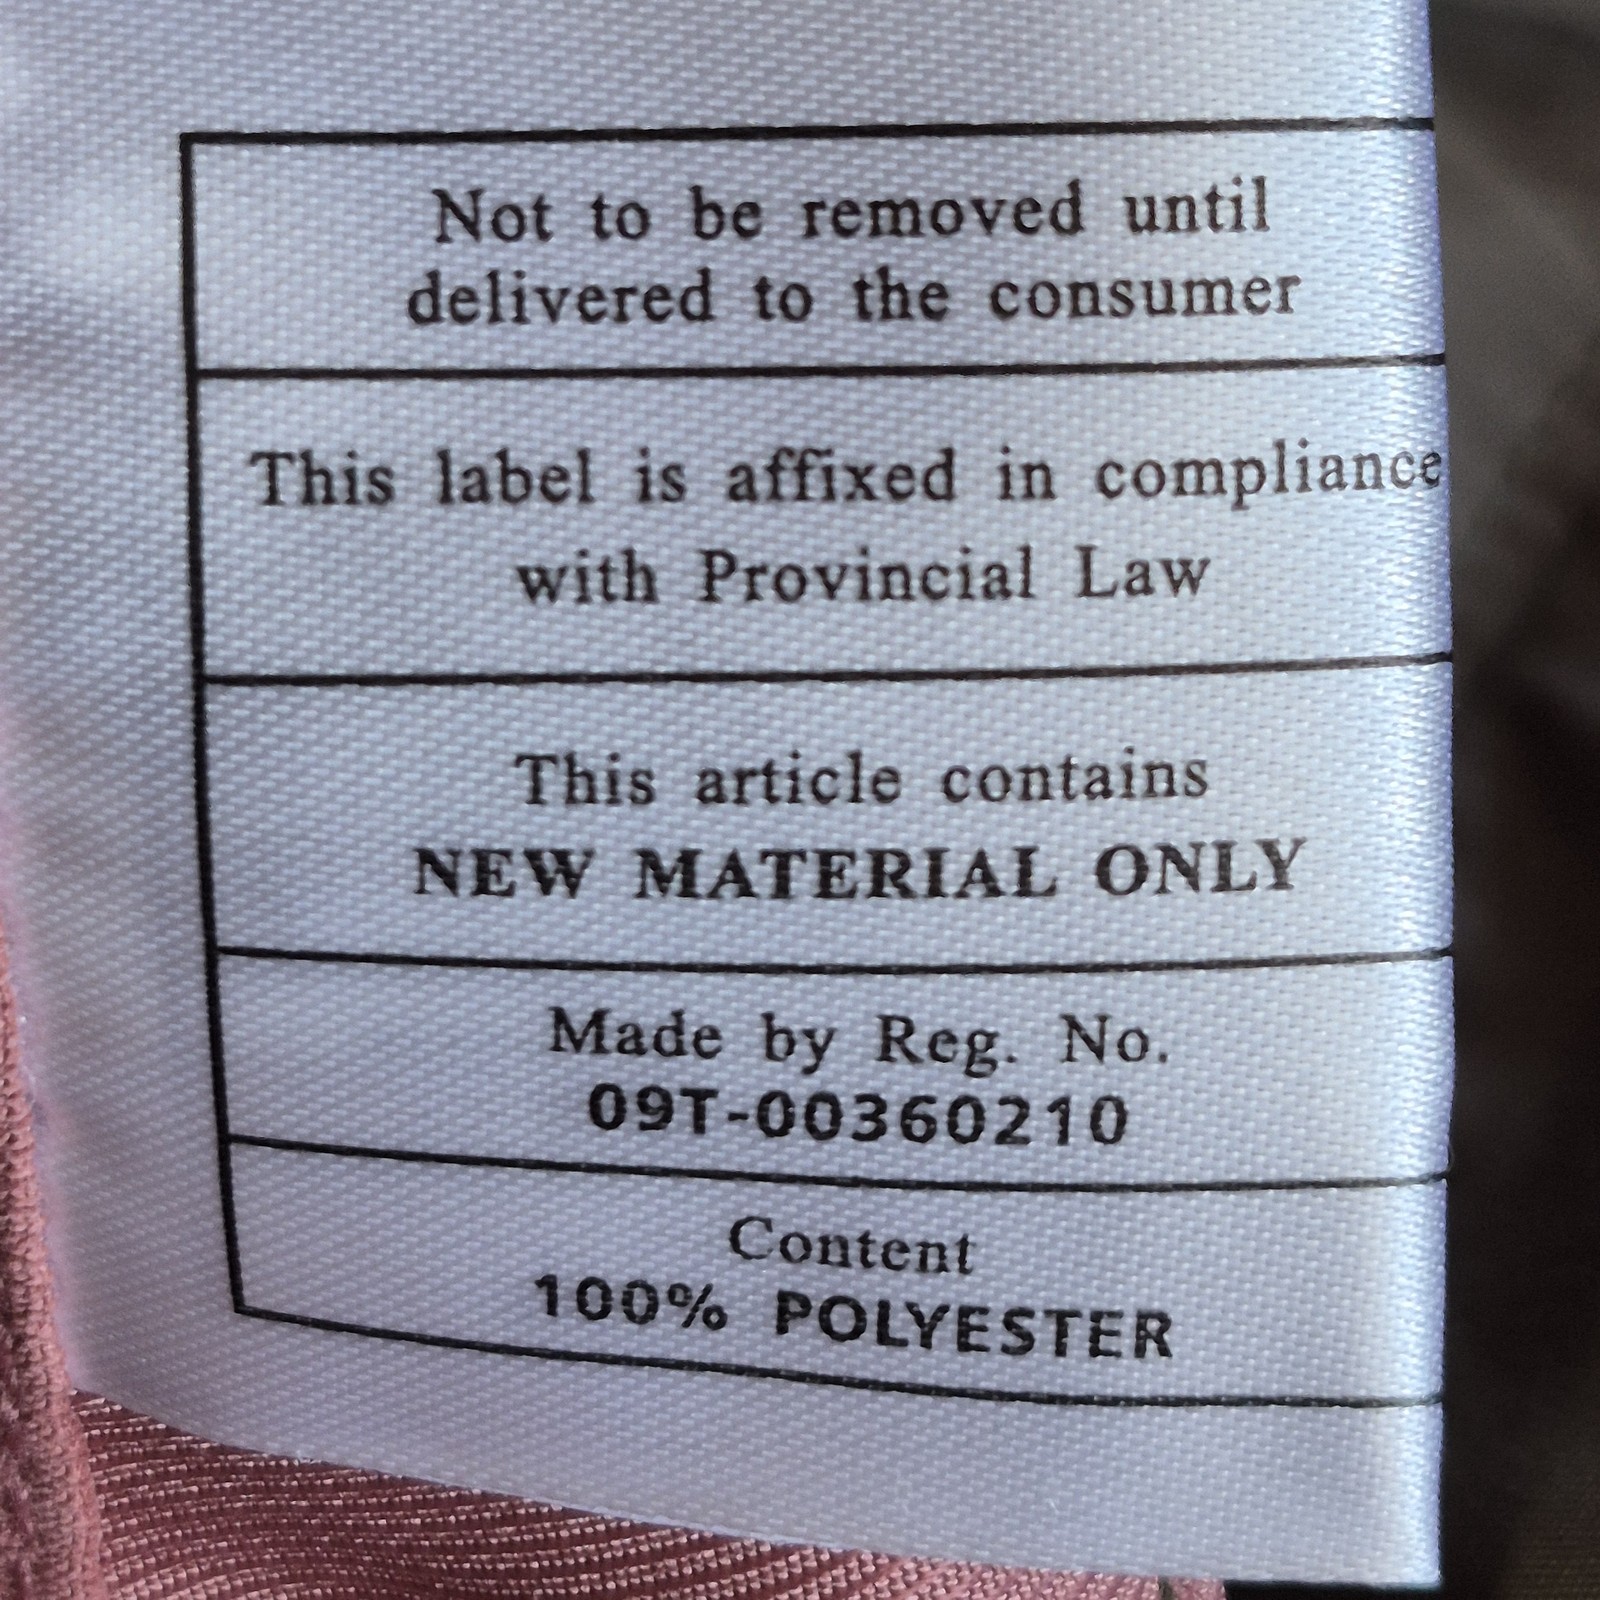 Not to be removed until
delivered to the consumer
This label is affixed in compliance
with Provincial Law
This article contains
NEW MATERIAL ONLY
Made by Reg. No.
09T-00360210
Content
100% POLYESTER